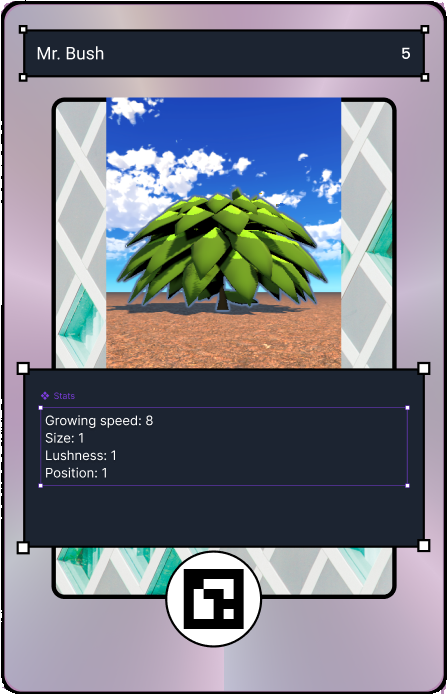 Mr. Bush 5
Stats
Growing speed: 8
Size: 1
Lushness: 1
Position: 1